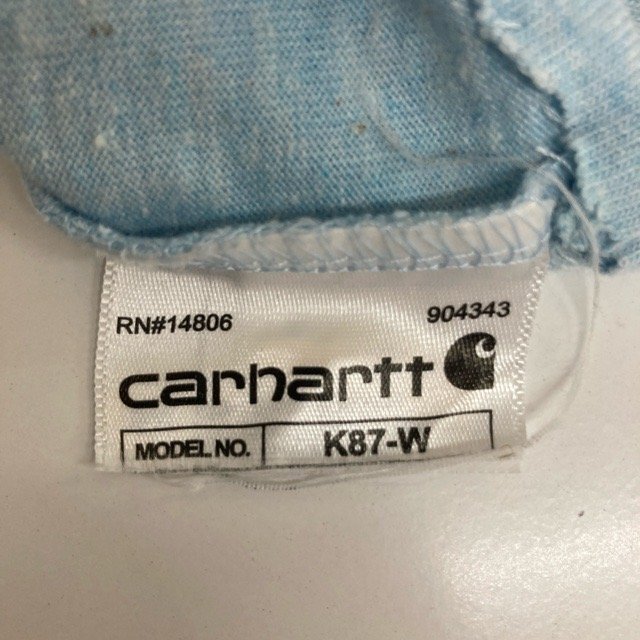 RN#14806 904343
carhartt
MODEL NO. K87-W